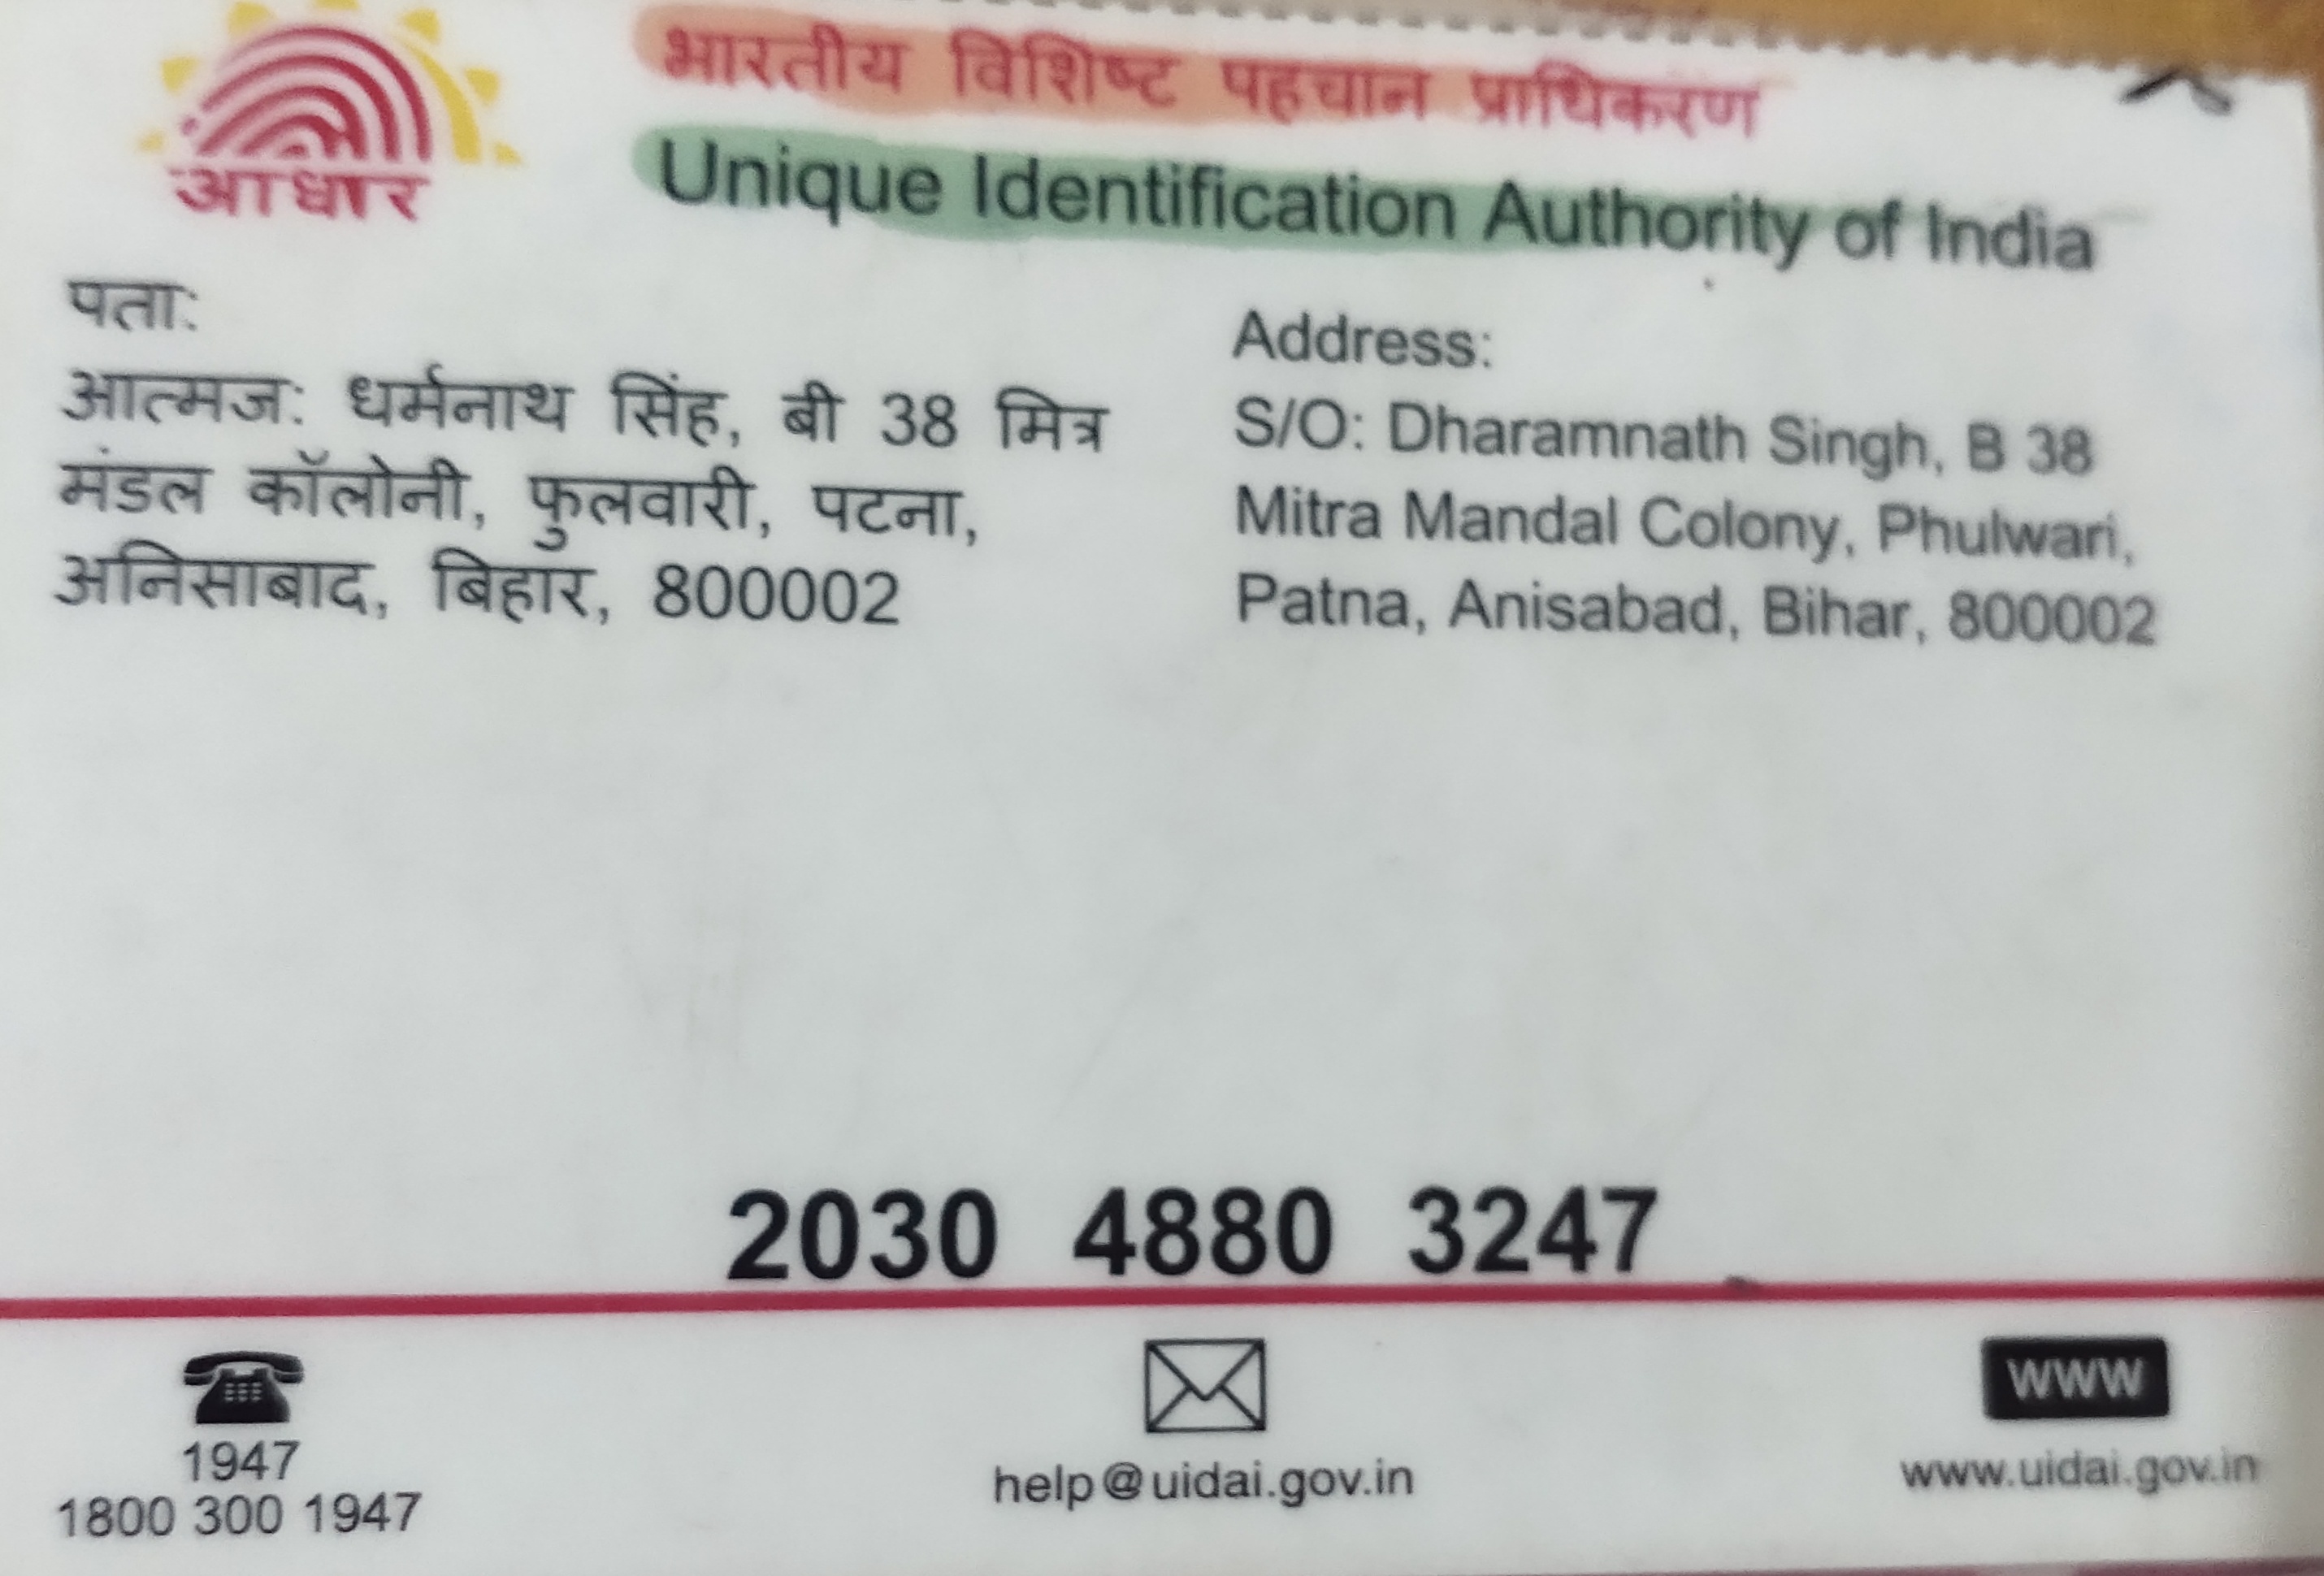 आधार
भारतीय विशिष्ट पहचान प्राधिकरण
Unique Identification Authority of India
पता:
आत्मज: धर्मनाथ सिंह, बी 38 मित्र
मंडल कॉलोनी, फुलवारी, पटना,
अनिसाबाद, बिहार, 800002
Address:
S/O: Dharamnath Singh, B 38
Mitra Mandal Colony, Phulwari,
Patna, Anisabad, Bihar, 800002
2030 4880 3247
1947
1800 300 1947
help@uidai.gov.in
www
www.uidai.gov.in